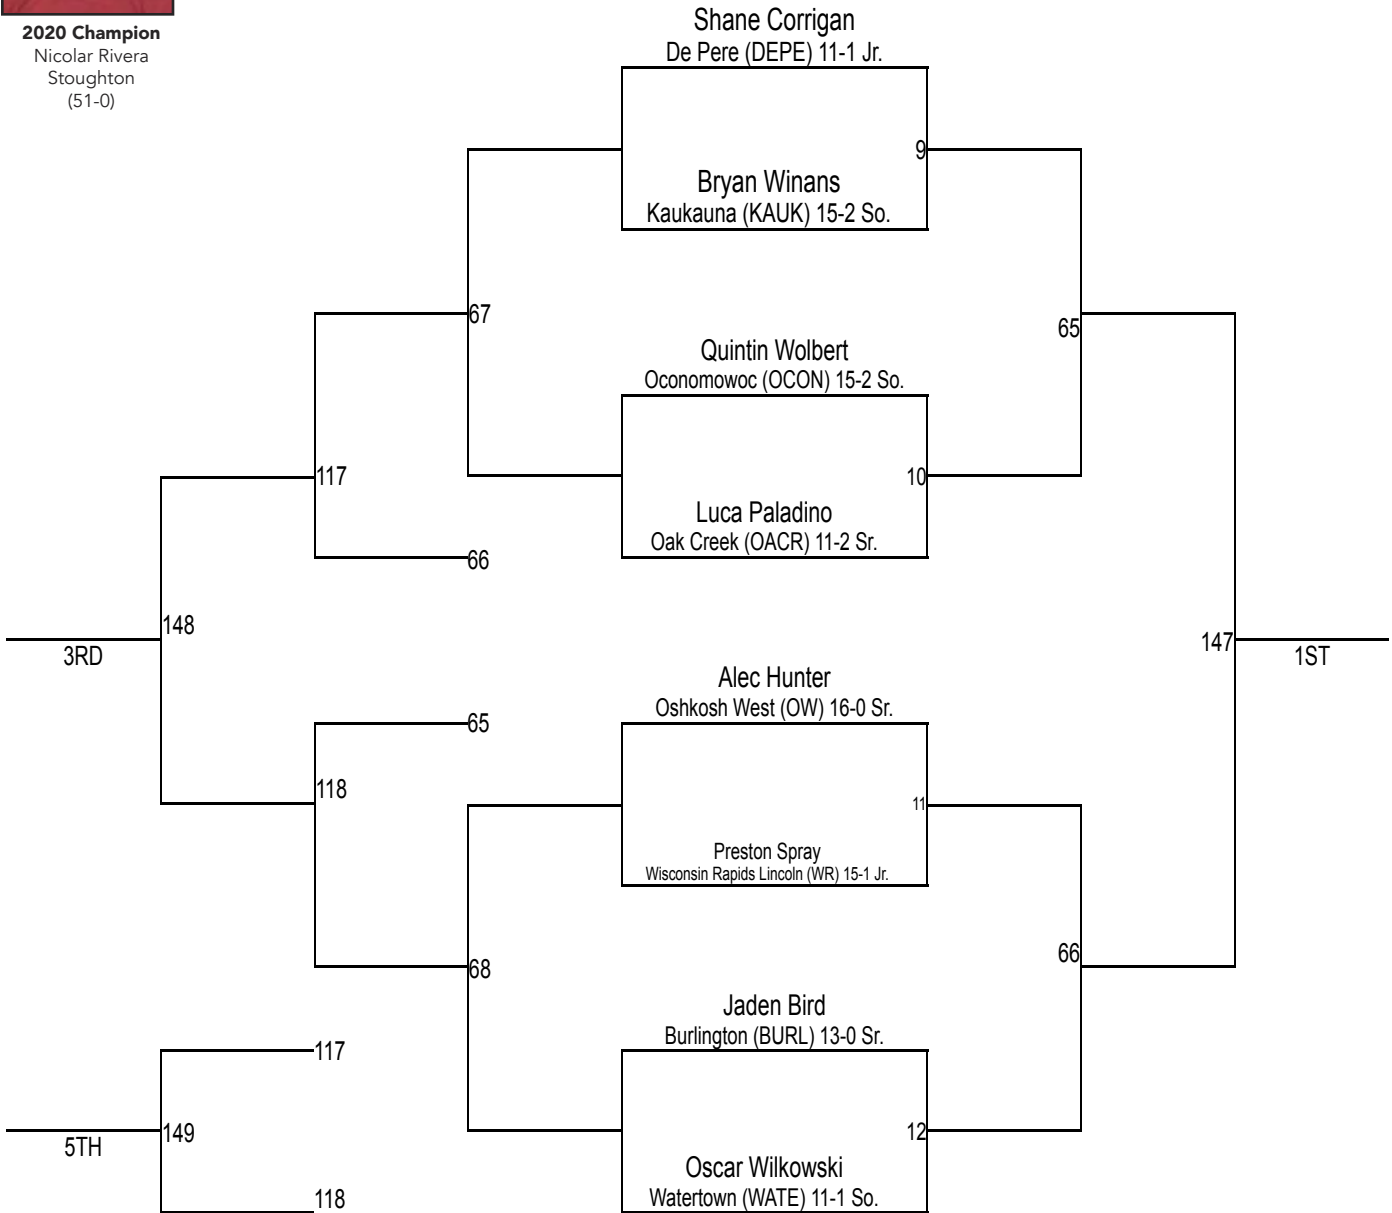 2020 Champion
Nicolar Rivera
Stoughton
(51-0)
Shane Corrigan
De Pere (DEPE) 11-1 Jr.
9
Bryan Winans
Kaukauna (KAUK) 15-2 So.
67
65
Quintin Wolbert
Oconomowoc (OCON) 15-2 So.
117
10
Luca Paladino
Oak Creek (OACR) 11-2 Sr.
66
148
3RD
147
1ST
Alec Hunter
Oshkosh West (OW) 16-0 Sr.
65
118
11
Preston Spray
Wisconsin Rapids Lincoln (WR) 15-1 Jr.
68
66
Jaden Bird
Burlington (BURL) 13-0 Sr.
117
149
5TH
12
Oscar Wilkowski
Watertown (WATE) 11-1 So.
118